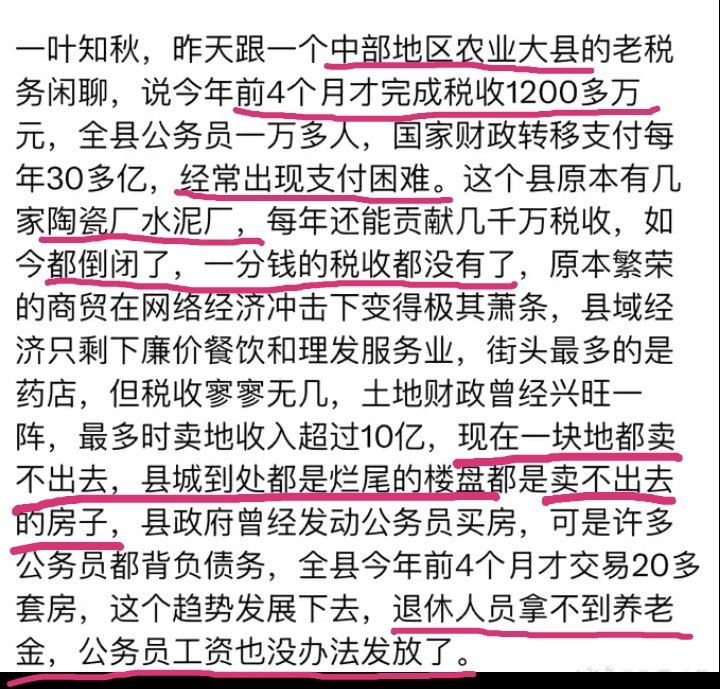 一叶知秋，昨天跟一个中部地区农业大县的老税
务闲聊，说今年前4个月才完成税收1200多万
元，全县公务员一万多人，国家财政转移支付每
年30多亿，经常出现支付困难。这个县原本有几
家陶瓷厂水泥厂，每年还能贡献几千万税收，如
今都倒闭了，一分钱的税收都没有了，原本繁荣
的商贸在网络经济冲击下变得极其萧条，县域经
济只剩下廉价餐饮和理发服务业，街头最多的是
药店，但税收寥寥无几，土地财政曾经兴旺一
阵，最多时卖地收入超过10亿，现在一块地都卖
不出去，县城到处都是烂尾的楼盘都是卖不出去
的房子，县政府曾经发动公务员买房，可是许多
公务员都背负债务，全县今年前4个月才交易20多
套房，这个趋势发展下去，退休人员拿不到养老
金，公务员工资也没办法发放了。